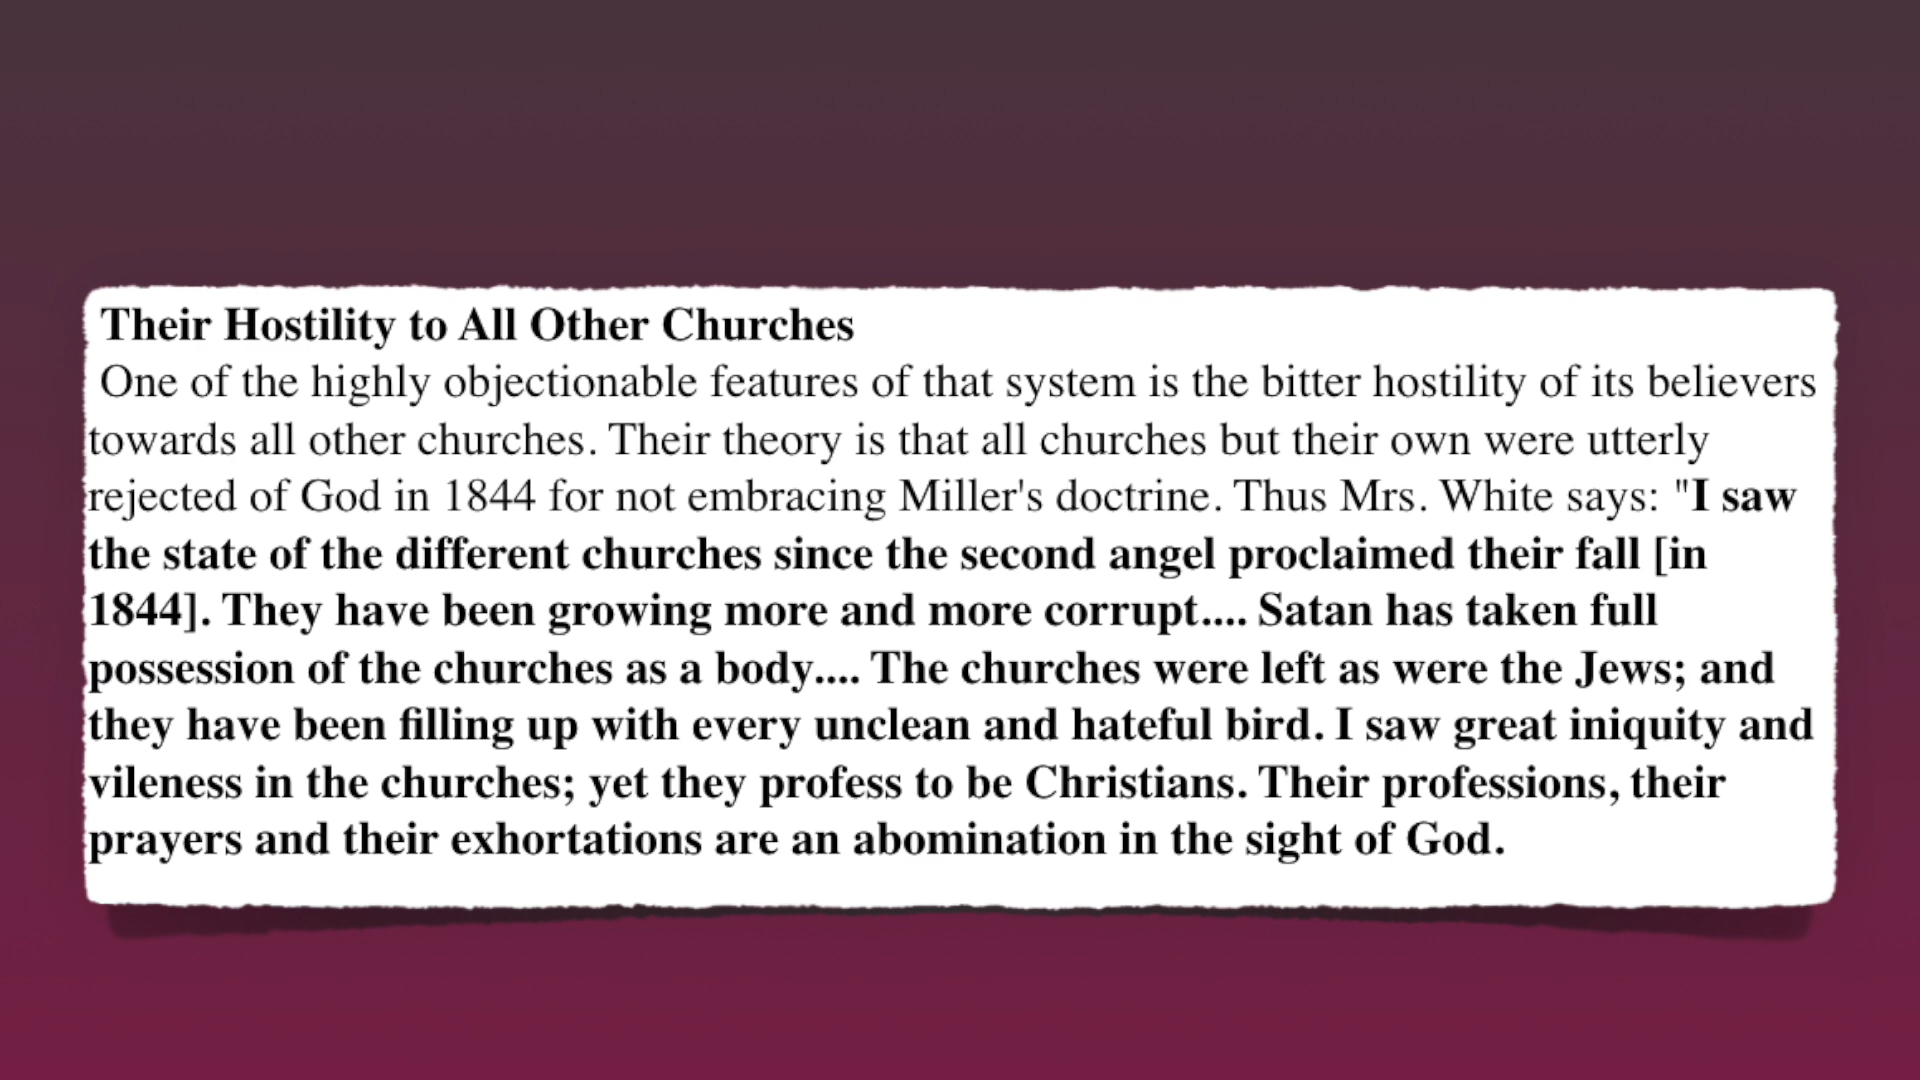 Their Hostility to All Other Churches
One of the highly objectionable features of that system is the bitter hostility of its believers
towards all other churches. Their theory is that all churches but their own were utterly
rejected of God in 1844 for not embracing Miller's doctrine. Thus Mrs. White says: "I saw
the state of the different churches since the second angel proclaimed their fall [in
1844]. They have been growing more and more corrupt.... Satan has taken full
possession of the churches as a body.... The churches were left as were the Jews; and
they have been filling up with every unclean and hateful bird. I saw great iniquity and
vileness in the churches; yet they profess to be Christians. Their professions, their
prayers and their exhortations are an abomination in the sight of God.